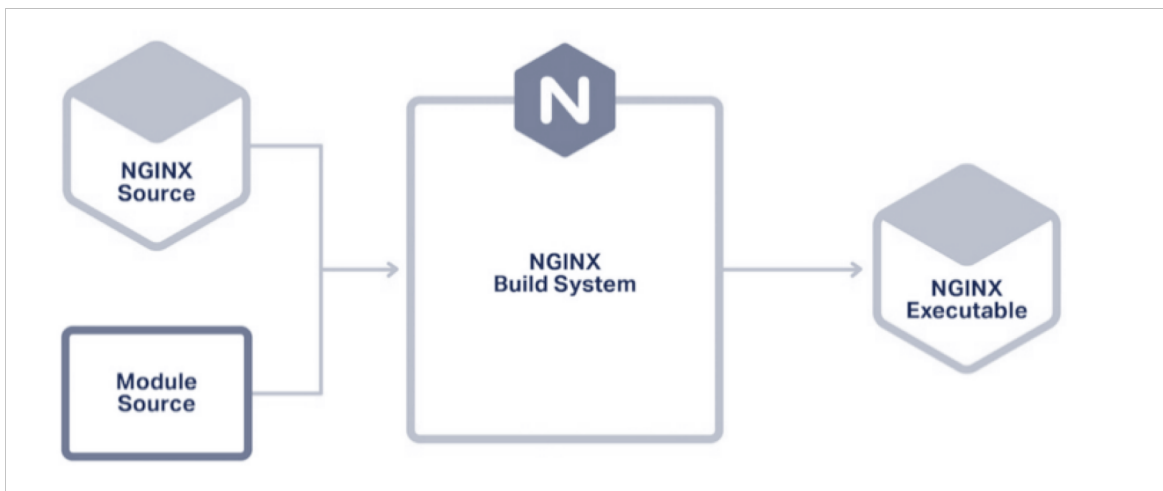 N
NGINX
Source
NGINX
Build System
NGINX
Executable
Module
Source